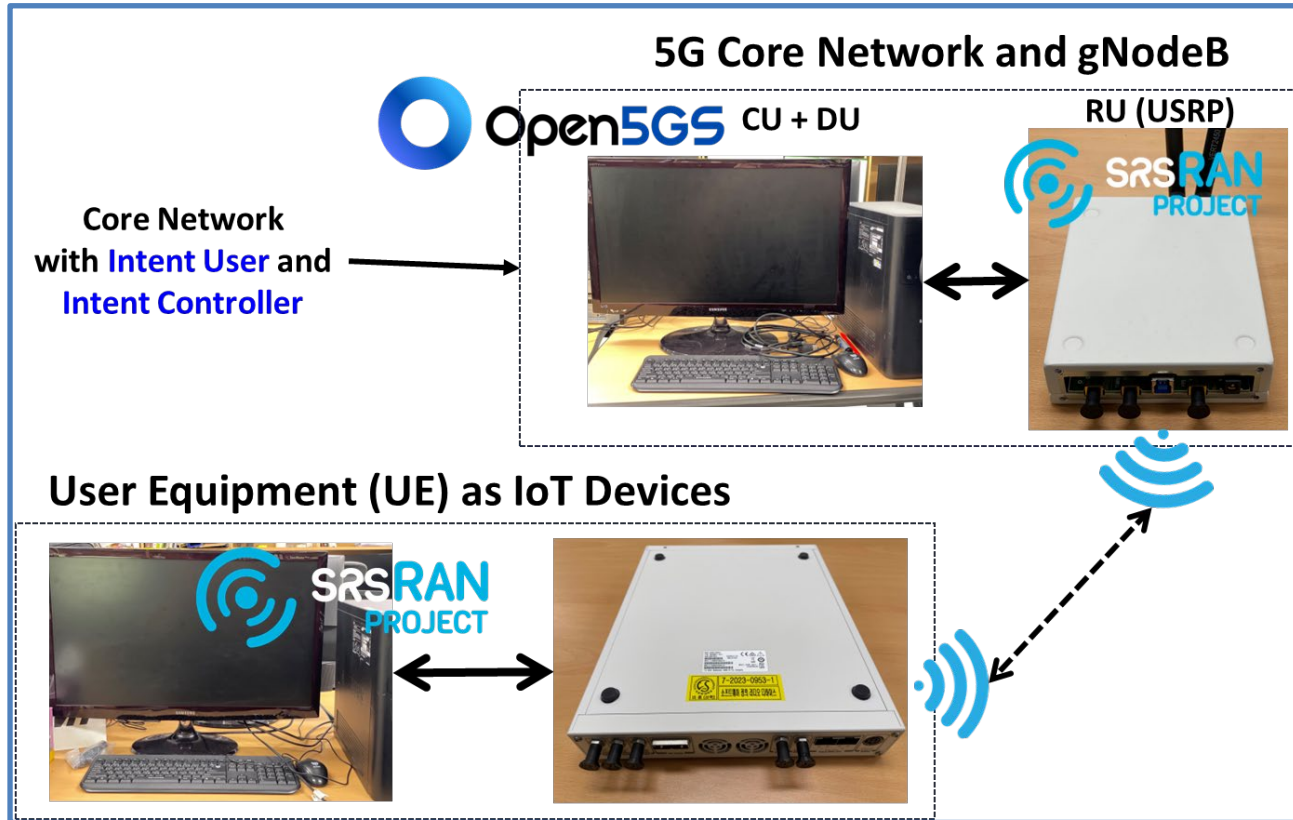 5G Core Network and gNodeB
Open5GS
CU + DU
RU (USRP)
SRSRAN
PROJECT
Core Network
with Intent User and
Intent Controller
SAMSUNG
User Equipment (UE) as IoT Devices
SRSRAN
PROJECT
7-2023-0953-1